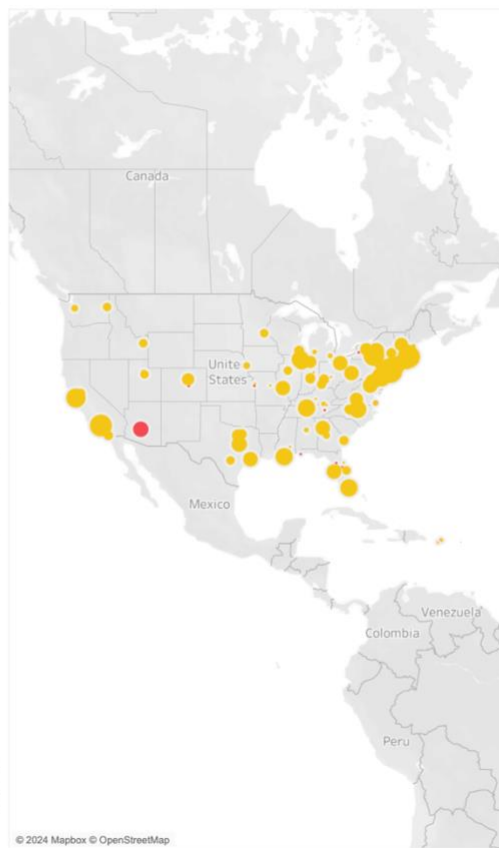 Canada
Unite
States
Mexico
Venezuela
Colombia
Peru
© 2024 Mapbox © OpenStreetMap